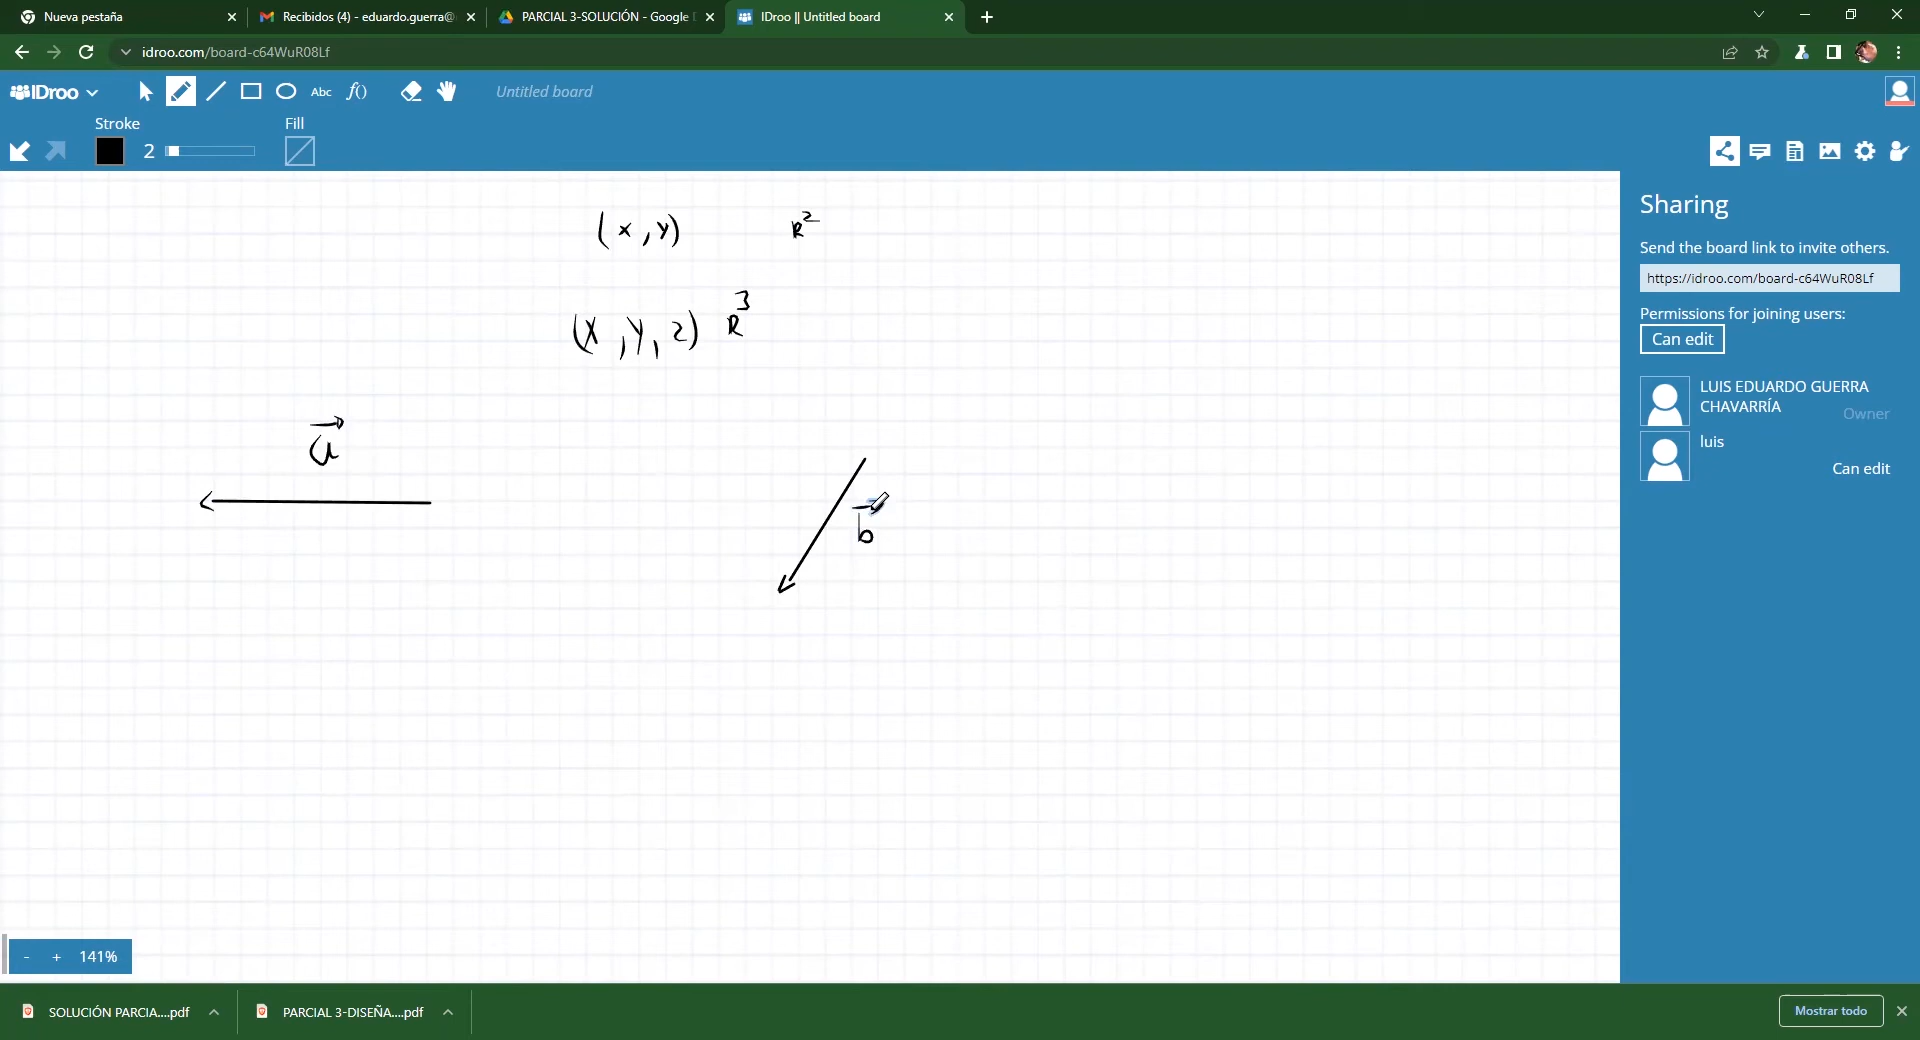 Nueva pestaña
Recibidos (4) - eduardo.guerra@
PARCIAL 3-SOLUCIÓN - Google D
IDroo || Untitled board
idroo.com/board-c64WuR08Lf
IDroo
Abc
f()
Untitled board
Stroke
Fill
2
(x,y) R²
(x,y,z) R³
a⃗
b⃗
Sharing
Send the board link to invite others.
https://idroo.com/board-c64WuR08Lf
Permissions for joining users:
Can edit
LUIS EDUARDO GUERRA
CHAVARRÍA
Owner
luis
Can edit
- + 141%
SOLUCIÓN PARCIA....pdf
PARCIAL 3-DISEÑA....pdf
Mostrar todo